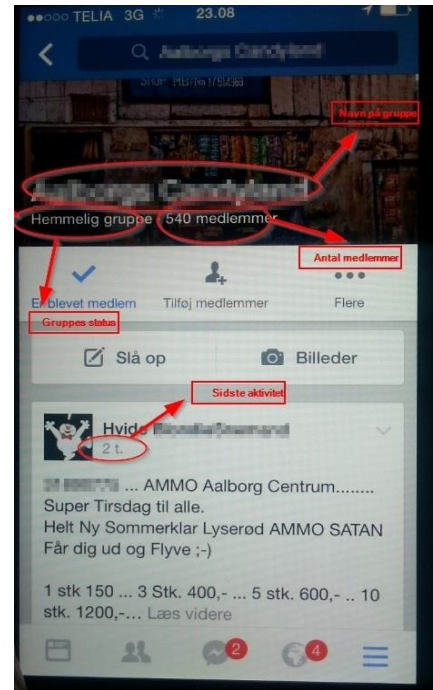 TELIA 3G 23.08
Navn på gruppe
Hemmelig gruppe 540 medlemmer
Antal medlemmer
Er blevet medlem Tilføj medlemmer Flere
Gruppes status
Slå op Billeder
Sidste aktivitet
Hvide
2 t.
... AMMO Aalborg Centrum........
Super Tirsdag til alle.
Helt Ny Sommerklar Lyserød AMMO SATAN
Får dig ud og Flyve ;-)
1 stk 150 ... 3 Stk. 400,- ... 5 stk. 600,- .. 10
stk. 1200,-... Læs videre
2 4